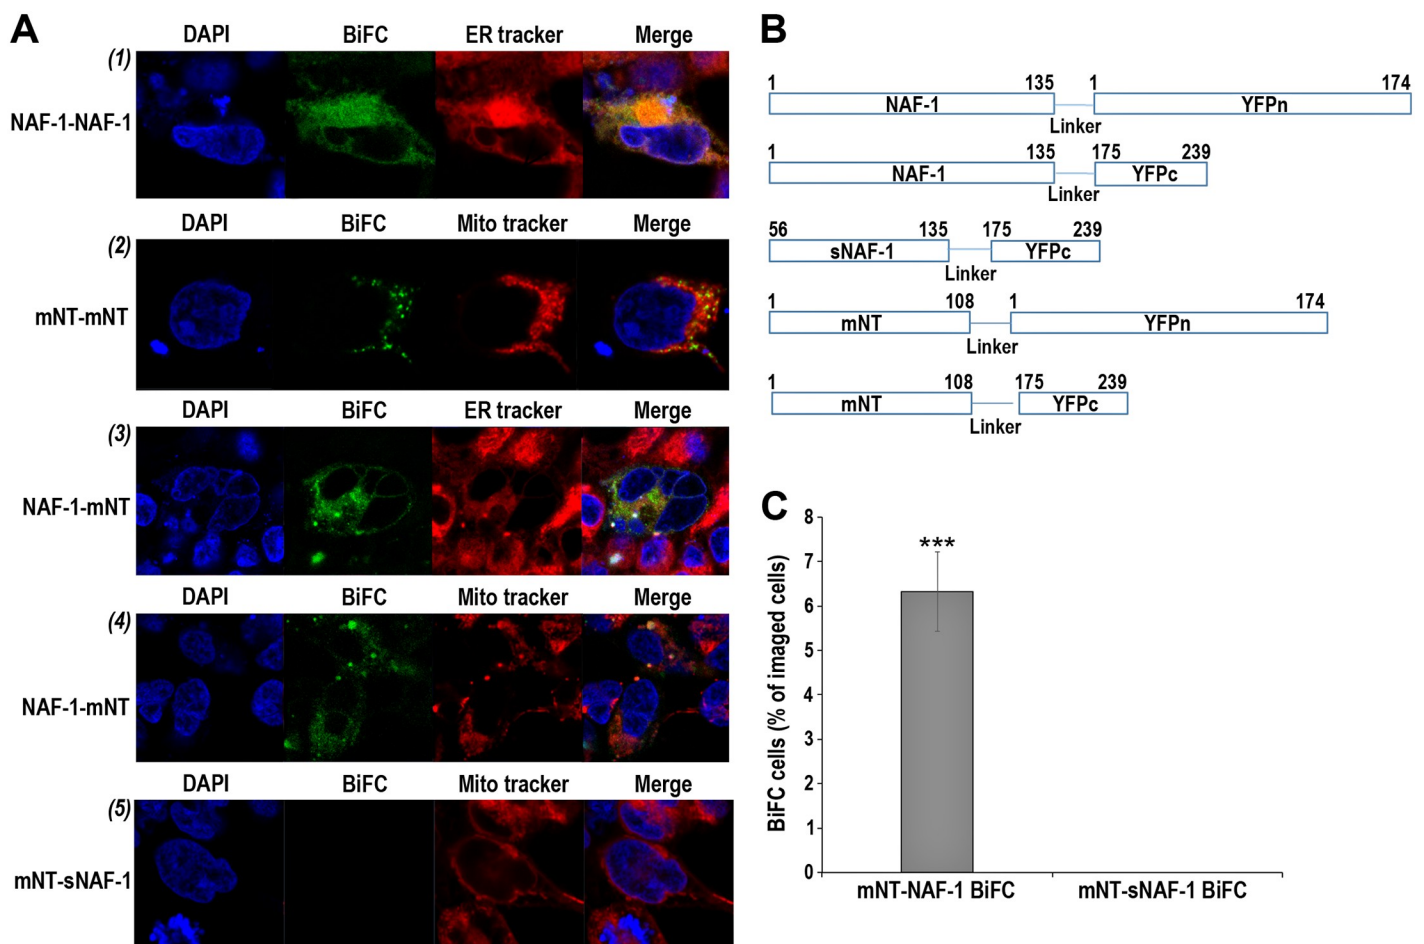 A
DAPI BiFC ER tracker Merge
(1)
NAF-1-NAF-1
DAPI BiFC Mito tracker Merge
(2)
mNT-mNT
DAPI BiFC ER tracker Merge
(3)
NAF-1-mNT
DAPI BiFC Mito tracker Merge
(4)
NAF-1-mNT
DAPI BiFC Mito tracker Merge
(5)
mNT-sNAF-1
B
1 135 1 174
NAF-1 YFPn
Linker
1 135 175 239
NAF-1 YFPc
Linker
56 135 175 239
sNAF-1 YFPc
Linker
1 108 1 174
mNT YFPn
Linker
1 108 175 239
mNT YFPc
Linker
C
BiFC cells (% of imaged cells)
8
7
6
5
4
3
2
1
0
***
mNT-NAF-1 BiFC mNT-sNAF-1 BiFC